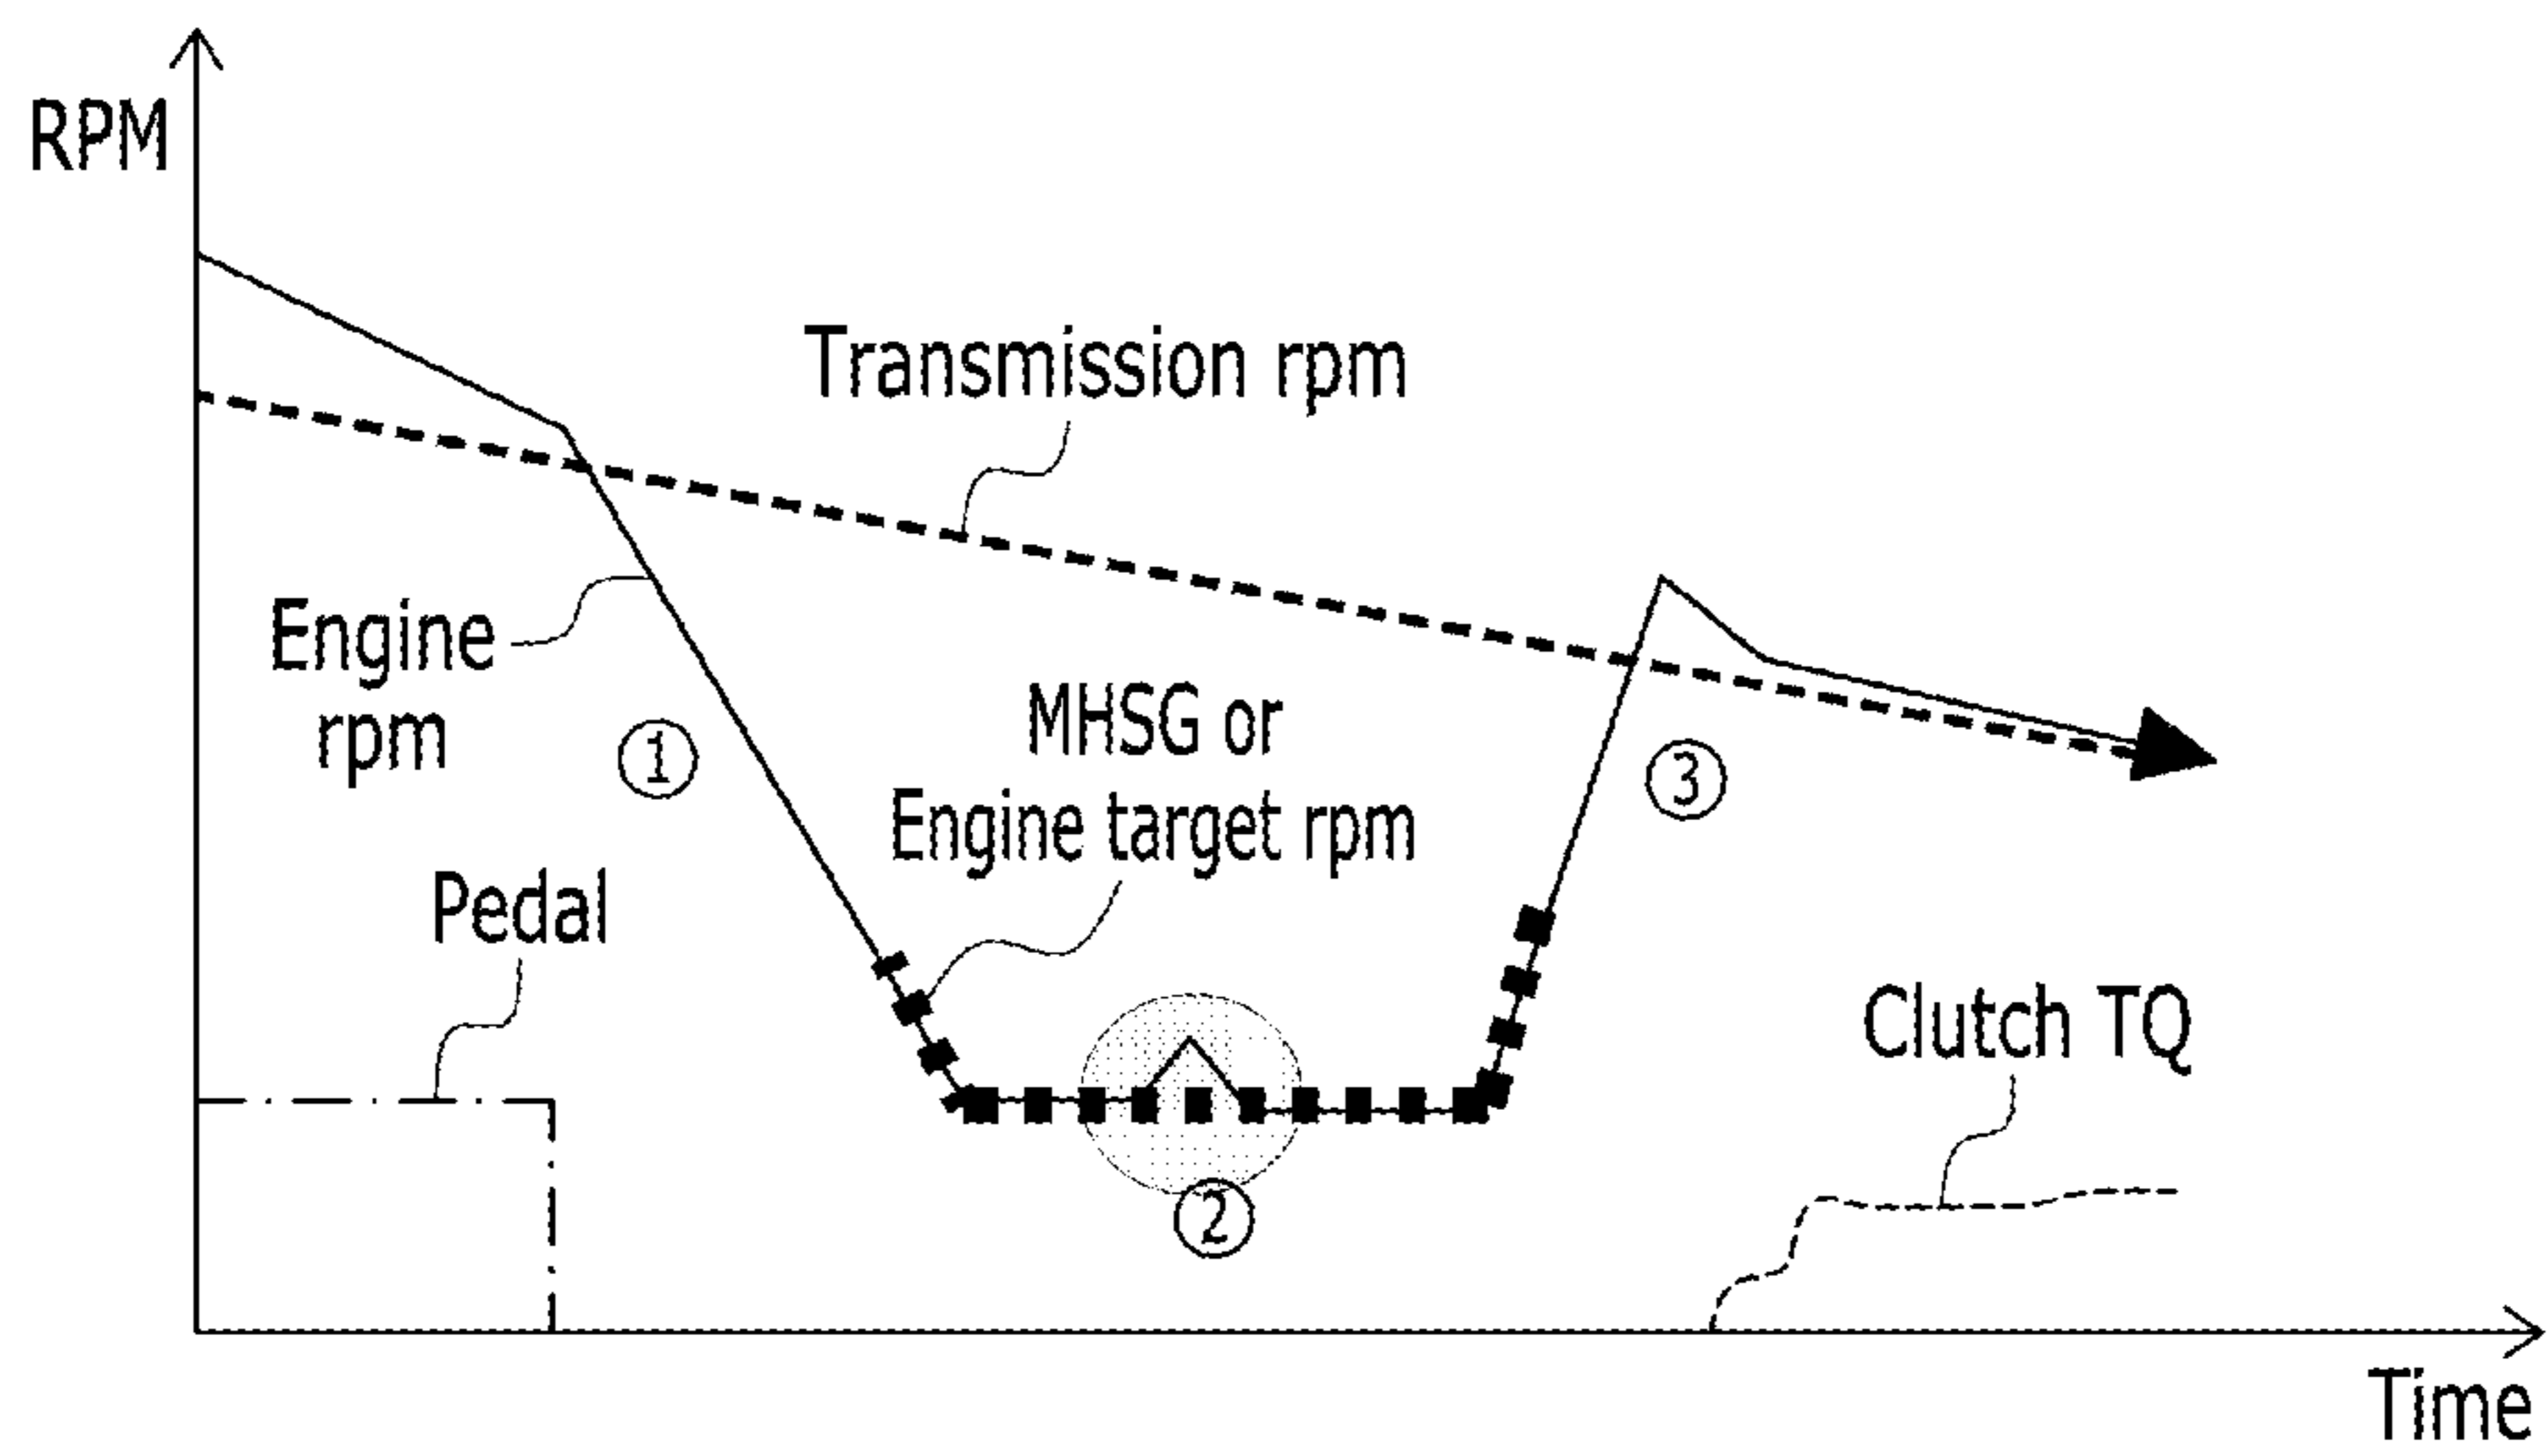 RPM
Transmission rpm
Engine
rpm
①
MHSG or
Engine target rpm
③
Pedal
Clutch TQ
②
Time